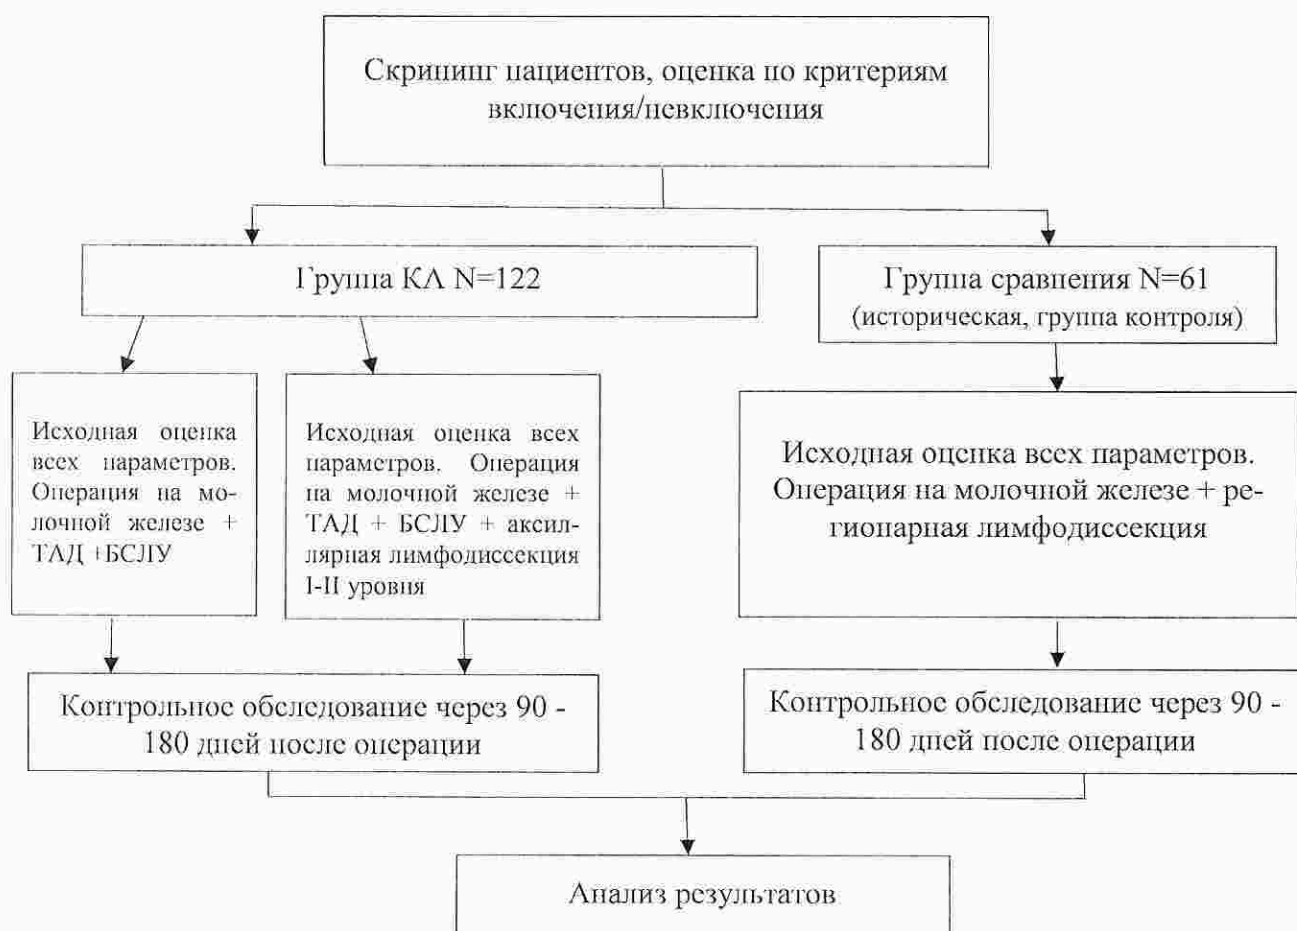 Скрининг пациентов, оценка по критериям
включения/невключения
Группа КЛ N=122
Группа сравнения N=61
(историческая, группа контроля)
Исходная оценка
всех параметров.
Операция на мо-
лочной железе +
ТАД +БСЛУ
Исходная оценка всех
параметров. Операция
на молочной железе +
ТАД + БСЛУ + аксил-
лярная лимфодиссекция
I-II уровня
Исходная оценка всех параметров.
Операция на молочной железе + ре-
гионарная лимфодиссекция
Контрольное обследование через 90 -
180 дней после операции
Контрольное обследование через 90 -
180 дней после операции
Анализ результатов